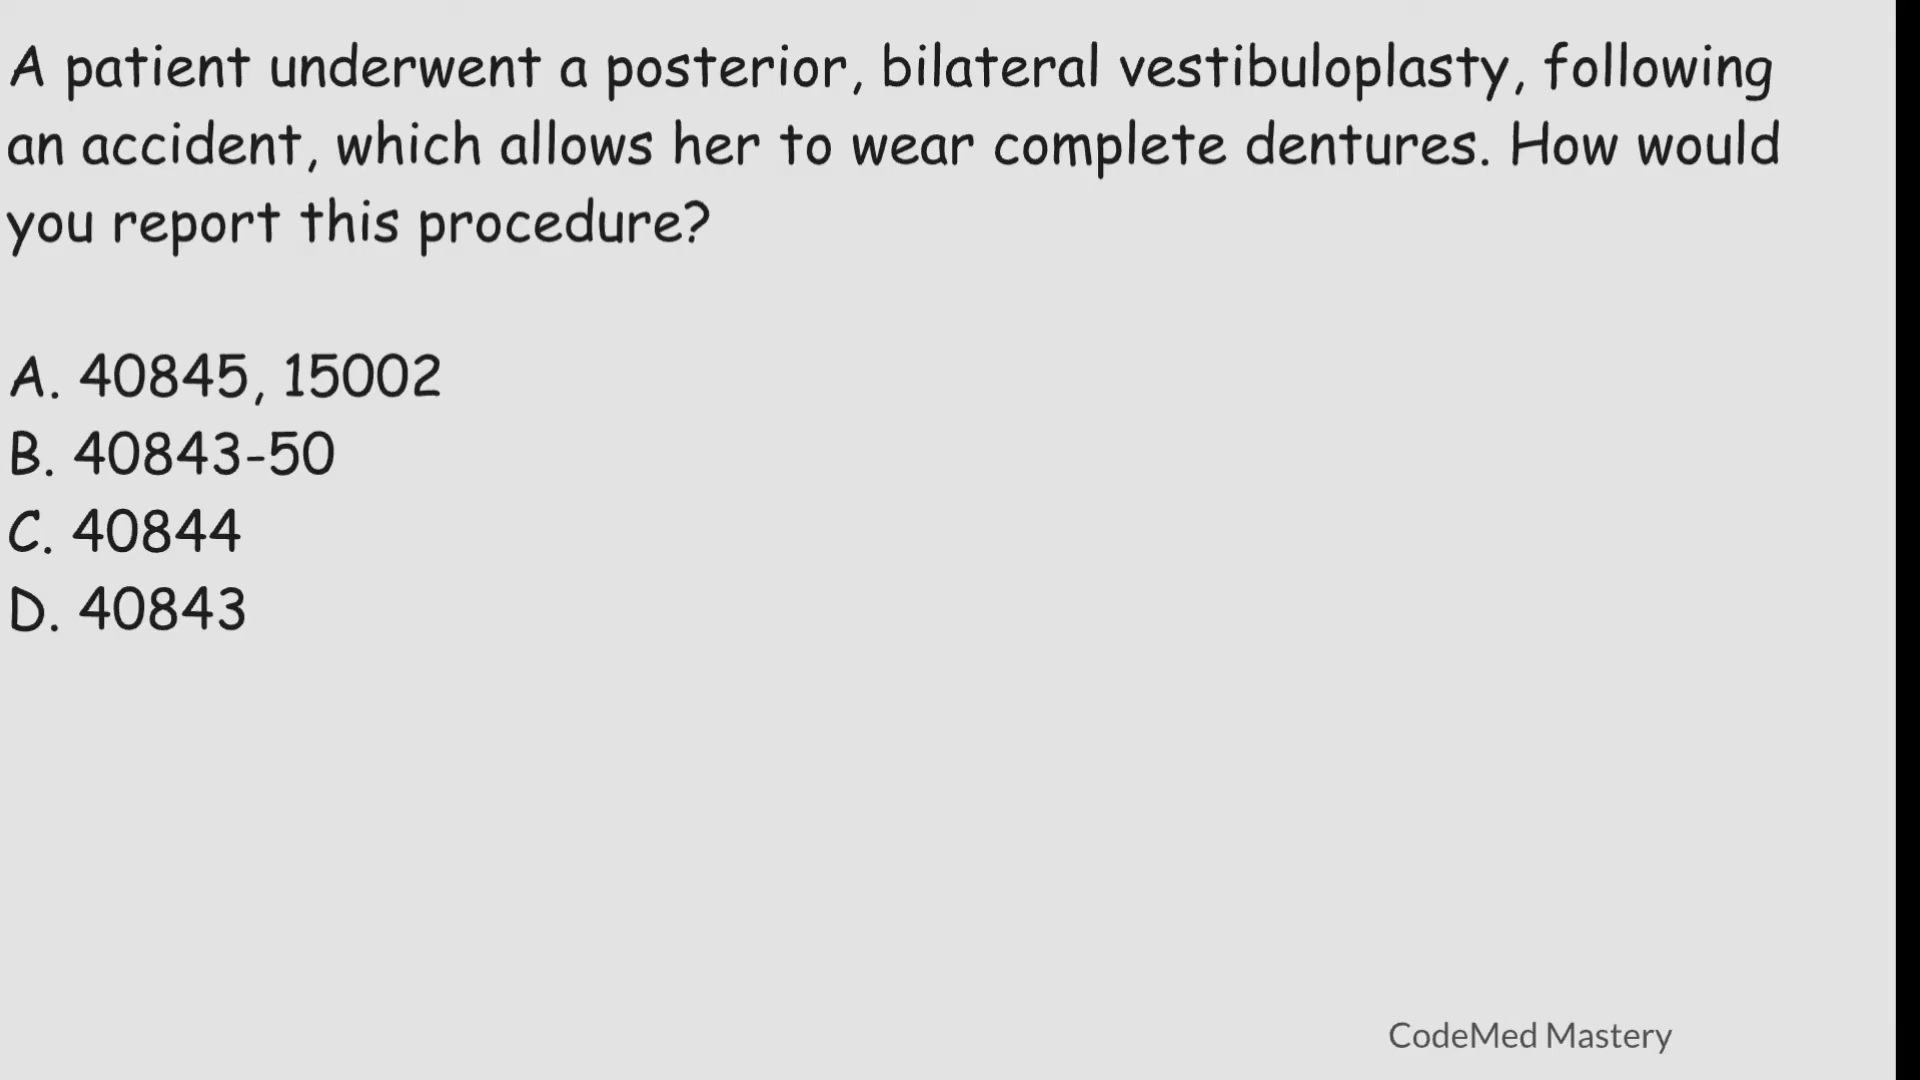 A patient underwent a posterior, bilateral vestibuloplasty, following
an accident, which allows her to wear complete dentures. How would
you report this procedure?
A. 40845, 15002
B. 40843-50
C. 40844
D. 40843
CodeMed Mastery